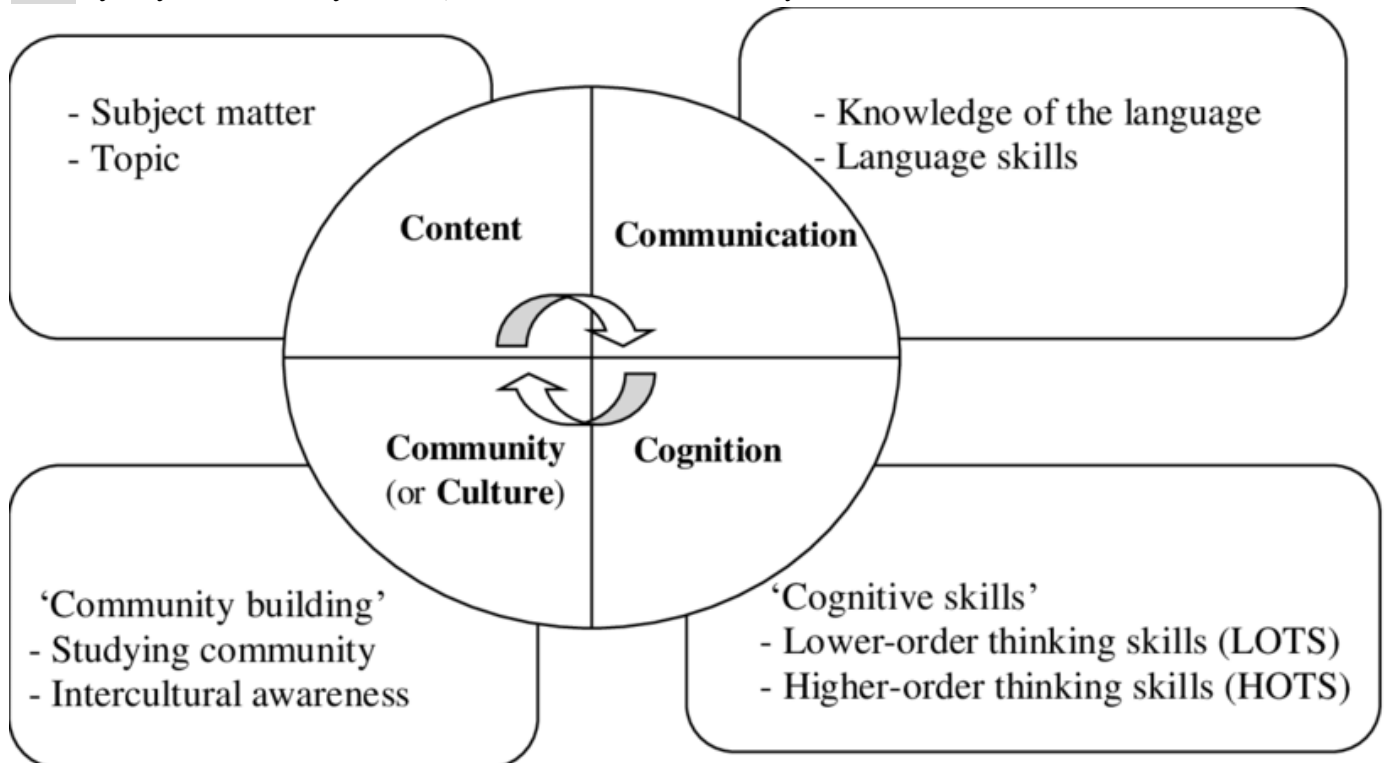 - Subject matter
- Topic
- Knowledge of the language
- Language skills
Content
Communication
Community
(or Culture)
Cognition
‘Community building’
- Studying community
- Intercultural awareness
‘Cognitive skills’
- Lower-order thinking skills (LOTS)
- Higher-order thinking skills (HOTS)